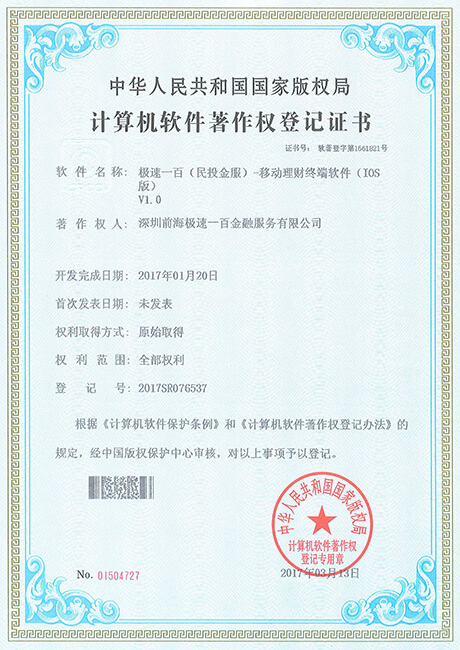 中华人民共和国国家版权局
计算机软件著作权登记证书
证书号： 软著登字第1661821号
软件名称： 极速一百（民投金服）-移动理财终端软件（IOS
版）
V1.0
著作权人： 深圳前海极速一百金融服务有限公司
开发完成日期： 2017年01月20日
首次发表日期： 未发表
权利取得方式： 原始取得
权利范围： 全部权利
登记号： 2017SR076537
根据《计算机软件保护条例》和《计算机软件著作权登记办法》的
规定，经中国版权保护中心审核，对以上事项予以登记。
中华人民共和国国家版权局
计算机软件著作权
登记专用章
2017年03月13日
No. 01504727